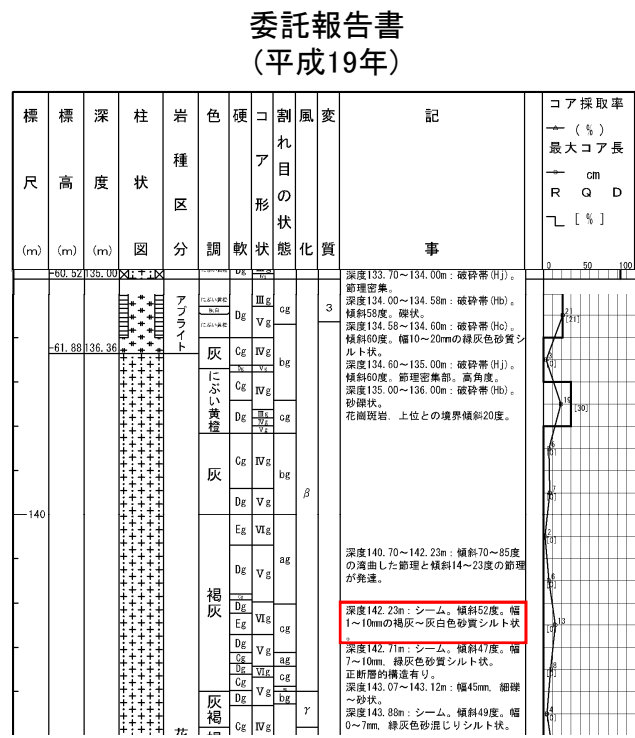 委託報告書
(平成19年)
標尺(m)
標高(m)
深度(m)
柱状図
岩種区分
色調
硬軟
コア形状
割れ目の状態
風化
変質
記事
コア採取率
(%)
最大コア長
cm
R Q D
[%]
0 50 100
-60.52 135.00
-61.88 136.36
140
アプライト
灰
にぶい黄橙
灰
褐灰
灰褐
Dg
Dg
Cg
Cg
Dg
Cg
Dg
Eg
Dg
Dg
Eg
Dg
Cg
Dg
Cg
Dg
Cg
Ⅲg
Ⅴg
Ⅳg
Ⅳg
Ⅳg
Ⅴg
Ⅵg
Ⅴg
Ⅵg
Ⅴg
Ⅵg
Ⅴg
Ⅳg
cg
bg
cg
bg
ag
cg
ag
cg
bg
β
γ
3
深度133.70～134.00m：破砕帯(Hj)。
節理密集。
深度134.00～134.58m：破砕帯(Hb)。
傾斜58度。礫状。
深度134.58～134.60m：破砕帯(Hc)。
傾斜60度。幅10～20mmの緑灰色砂質シ
ルト状。
深度134.60～135.00m：破砕帯(Hj)。
傾斜60度。節理密集部。高角度。
深度135.00～136.00m：破砕帯(Hb)。
砂礫状。
花崗斑岩。上位との境界傾斜20度。
深度140.70～142.23m：傾斜70～85度
の湾曲した節理と傾斜14～23度の節理
が発達。
深度142.23m：シーム。傾斜52度。幅
1～10mmの褐灰～灰白色砂質シルト状
。
深度142.71m：シーム。傾斜47度。幅
7～10mm、緑灰色砂質シルト状。
正断層的構造有り。
深度143.07～143.12m：幅45mm、細礫
～砂状。
深度143.88m：シーム。傾斜49度。幅
0～7mm、緑灰色砂混じりシルト状。
21
[21]
19
[30]
13